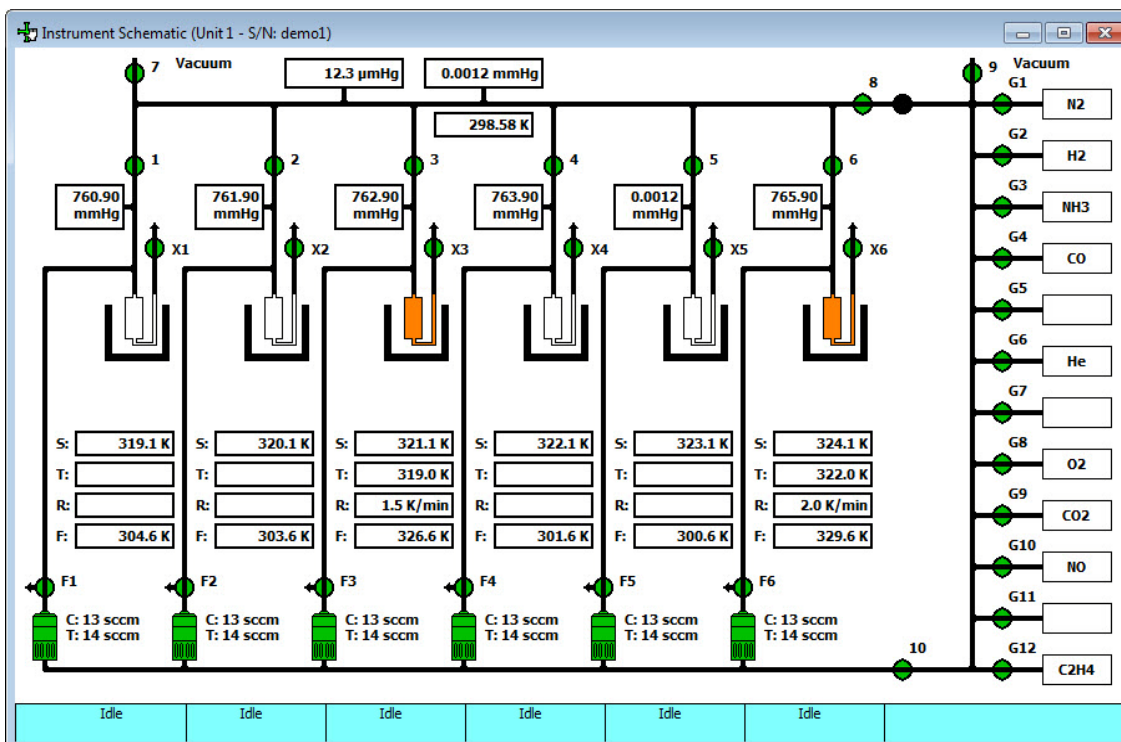 Instrument Schematic (Unit 1 - S/N: demo1)
7 Vacuum 12.3 µmHg 0.0012 mmHg 8 9 Vacuum
298.58 K
G1 N2
G2 H2
G3 NH3
G4 CO
G5
G6 He
G7
G8 O2
G9 CO2
G10 NO
G11
G12 C2H4
1 2 3 4 5 6
760.90 mmHg
761.90 mmHg
762.90 mmHg
763.90 mmHg
0.0012 mmHg
765.90 mmHg
X1 X2 X3 X4 X5 X6
S: 319.1 K S: 320.1 K S: 321.1 K S: 322.1 K S: 323.1 K S: 324.1 K
T: T: T: 319.0 K T: T: T: 322.0 K
R: R: R: 1.5 K/min R: R: R: 2.0 K/min
F: 304.6 K F: 303.6 K F: 326.6 K F: 301.6 K F: 300.6 K F: 329.6 K
F1 F2 F3 F4 F5 F6
C: 13 sccm C: 13 sccm C: 13 sccm C: 13 sccm C: 13 sccm C: 13 sccm
T: 14 sccm T: 14 sccm T: 14 sccm T: 14 sccm T: 14 sccm T: 14 sccm
10
Idle Idle Idle Idle Idle Idle